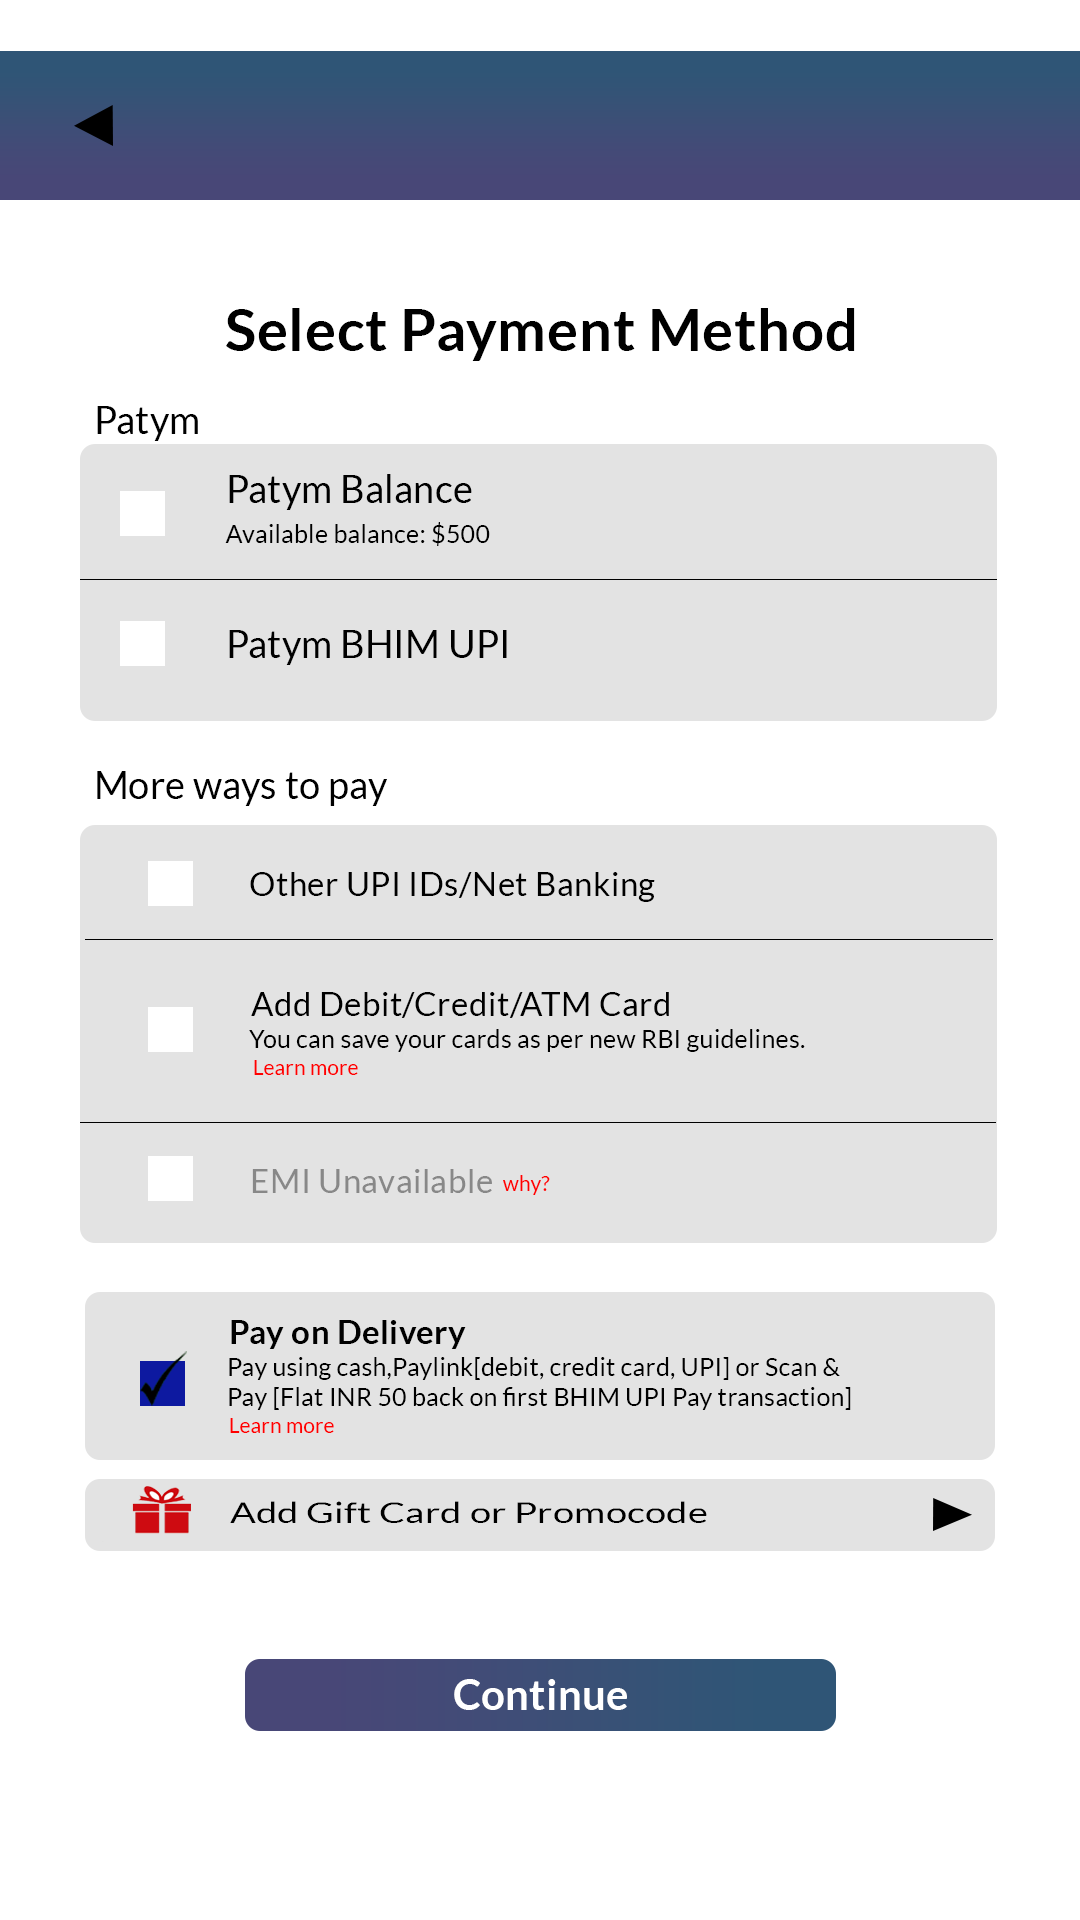 Select Payment Method
Patym
Patym Balance
Available balance: $500
Patym BHIM UPI
More ways to pay
Other UPI IDs/Net Banking
Add Debit/Credit/ATM Card
You can save your cards as per new RBI guidelines.
Learn more
EMI Unavailable why?
Pay on Delivery
Pay using cash,Paylink[debit, credit card, UPI] or Scan &
Pay [Flat INR 50 back on first BHIM UPI Pay transaction]
Learn more
Add Gift Card or Promocode
Continue